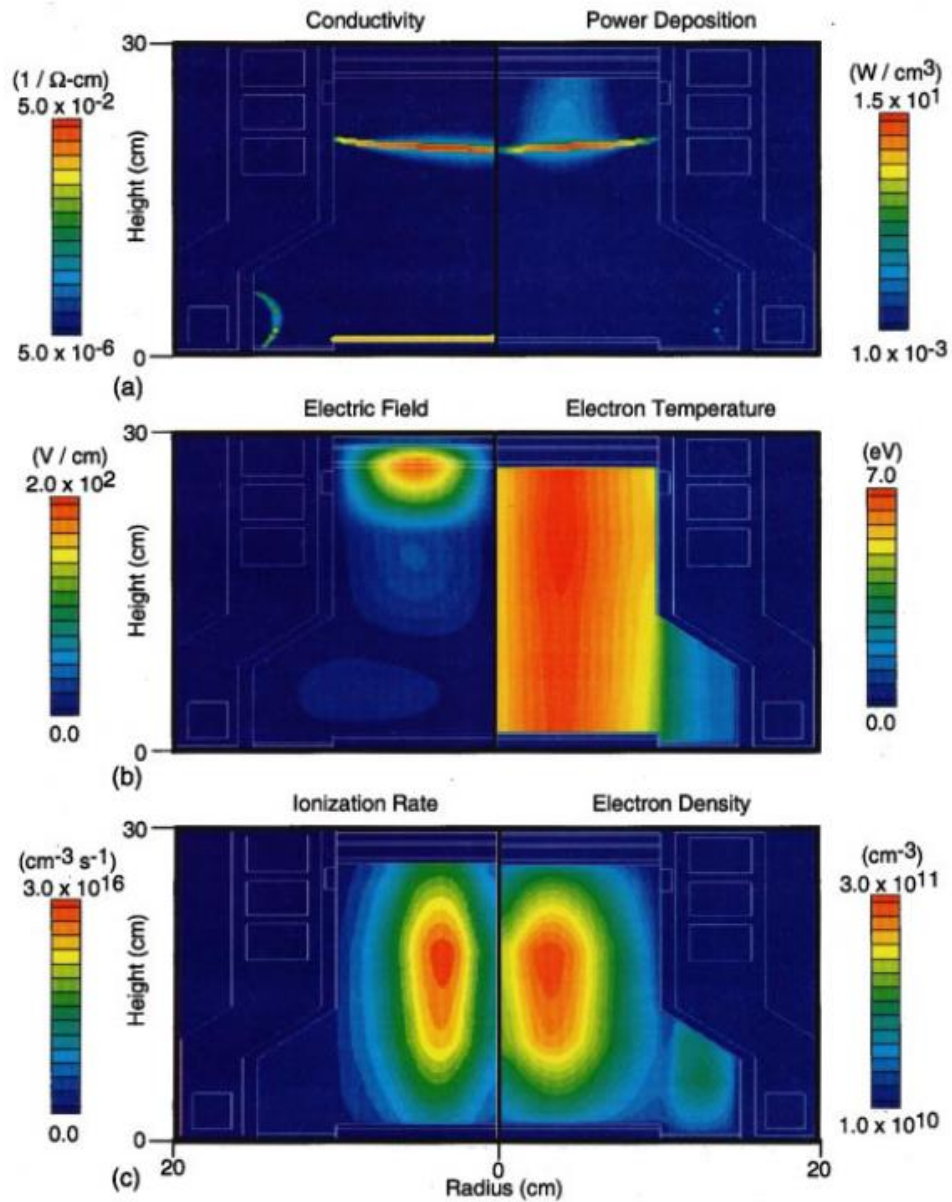 Conductivity Power Deposition
30
(1 / Ω-cm)
5.0 x 10⁻²
(W / cm³)
1.5 x 10¹
Height (cm)
5.0 x 10⁻⁶
0
1.0 x 10⁻³
(a)
Electric Field Electron Temperature
30
(V / cm)
2.0 x 10²
(eV)
7.0
Height (cm)
0.0
0
0.0
(b)
Ionization Rate Electron Density
30
(cm⁻³ s⁻¹)
3.0 x 10¹⁶
(cm⁻³)
3.0 x 10¹¹
Height (cm)
0.0
0
1.0 x 10¹⁰
(c)
20 0 20
Radius (cm)